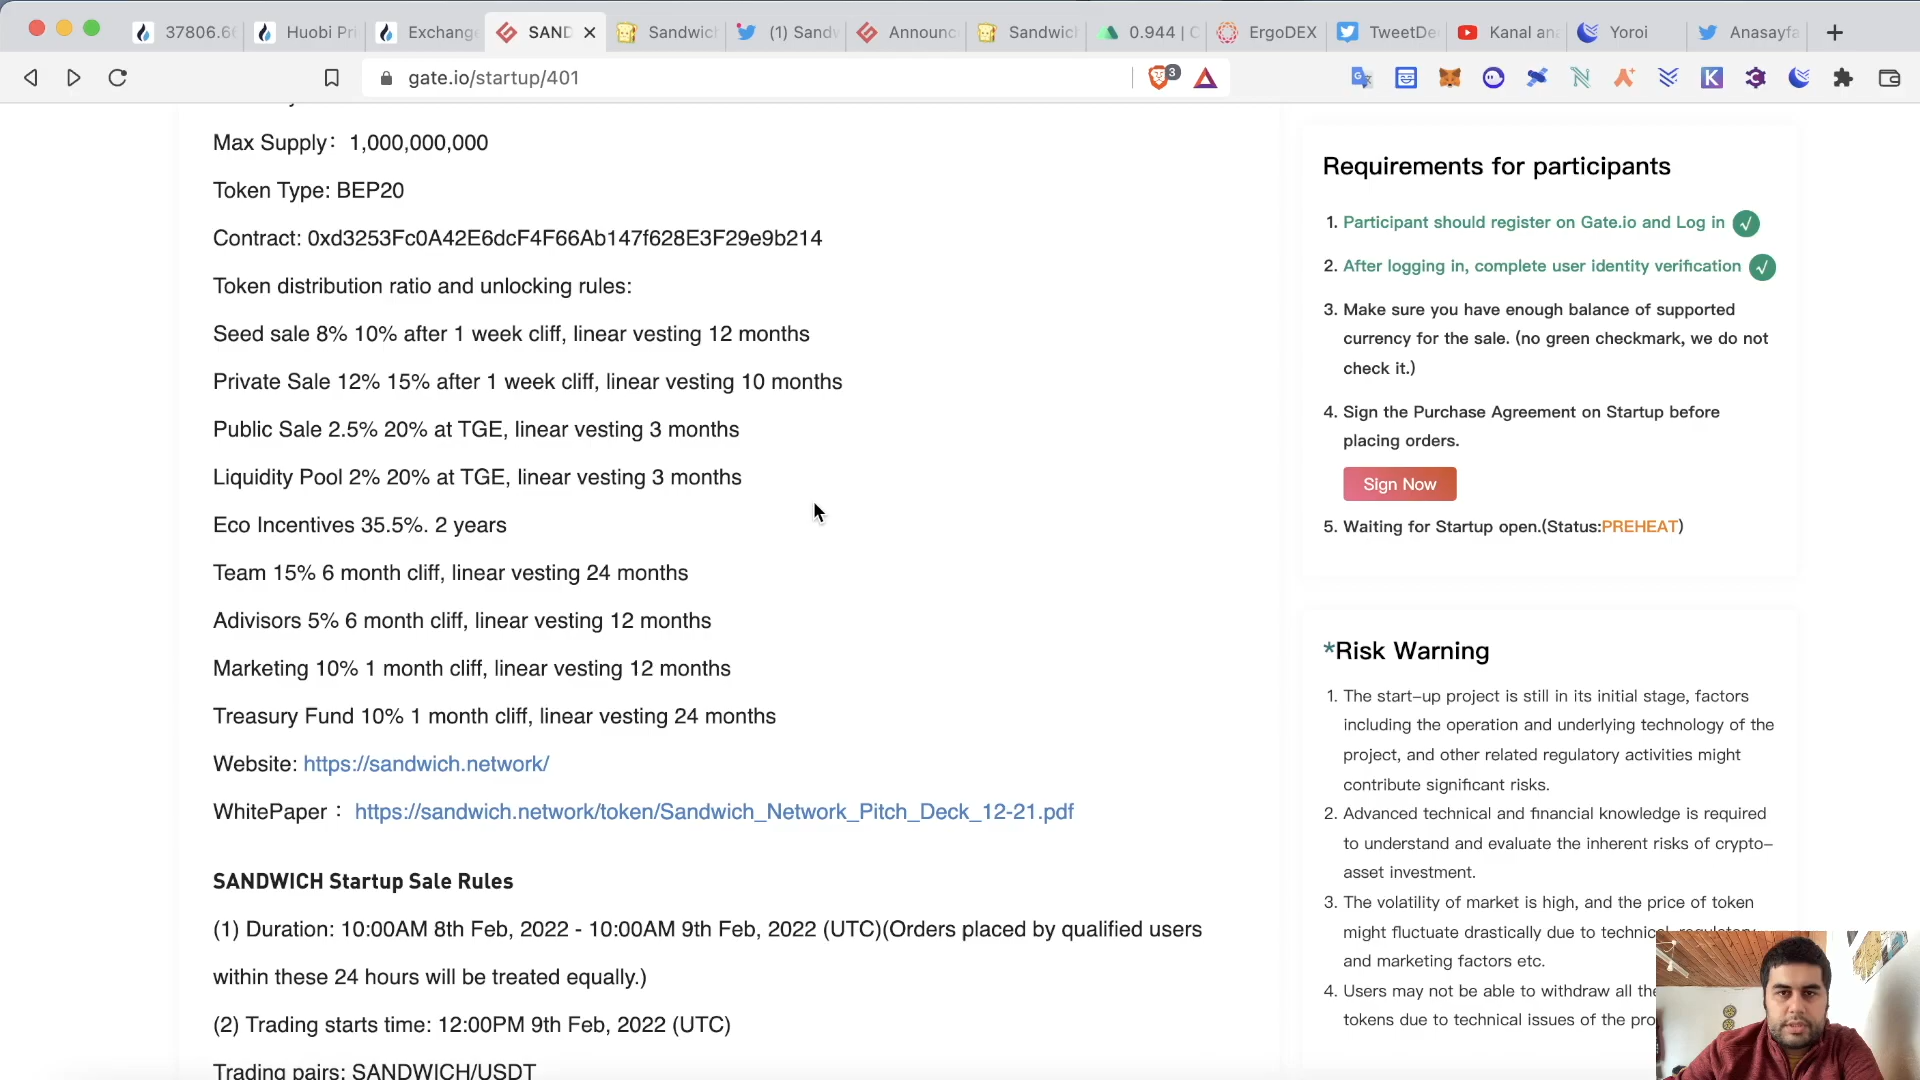 37806.6
Huobi Pri
Exchang
SAND
Sandwich
(1) Sandw
Announc
Sandwich
0.944 | C
ErgoDEX
TweetDe
Kanal ana
Yoroi
Anasayfa
gate.io/startup/401
3
Max Supply： 1,000,000,000
Token Type: BEP20
Contract: 0xd3253Fc0A42E6dcF4F66Ab147f628E3F29e9b214
Token distribution ratio and unlocking rules:
Seed sale 8% 10% after 1 week cliff, linear vesting 12 months
Private Sale 12% 15% after 1 week cliff, linear vesting 10 months
Public Sale 2.5% 20% at TGE, linear vesting 3 months
Liquidity Pool 2% 20% at TGE, linear vesting 3 months
Eco Incentives 35.5%. 2 years
Team 15% 6 month cliff, linear vesting 24 months
Adivisors 5% 6 month cliff, linear vesting 12 months
Marketing 10% 1 month cliff, linear vesting 12 months
Treasury Fund 10% 1 month cliff, linear vesting 24 months
Website: https://sandwich.network/
WhitePaper： https://sandwich.network/token/Sandwich_Network_Pitch_Deck_12-21.pdf
SANDWICH Startup Sale Rules
(1) Duration: 10:00AM 8th Feb, 2022 - 10:00AM 9th Feb, 2022 (UTC)(Orders placed by qualified users
within these 24 hours will be treated equally.)
(2) Trading starts time: 12:00PM 9th Feb, 2022 (UTC)
Trading pairs: SANDWICH/USDT
Requirements for participants
1. Participant should register on Gate.io and Log in
2. After logging in, complete user identity verification
3. Make sure you have enough balance of supported
currency for the sale. (no green checkmark, we do not
check it.)
4. Sign the Purchase Agreement on Startup before
placing orders.
Sign Now
5. Waiting for Startup open.(Status:PREHEAT)
*Risk Warning
1. The start-up project is still in its initial stage, factors
including the operation and underlying technology of the
project, and other related regulatory activities might
contribute significant risks.
2. Advanced technical and financial knowledge is required
to understand and evaluate the inherent risks of crypto-
asset investment.
3. The volatility of market is high, and the price of token
might fluctuate drastically due to technical, regulatory,
and marketing factors etc.
4. Users may not be able to withdraw all the
tokens due to technical issues of the pro